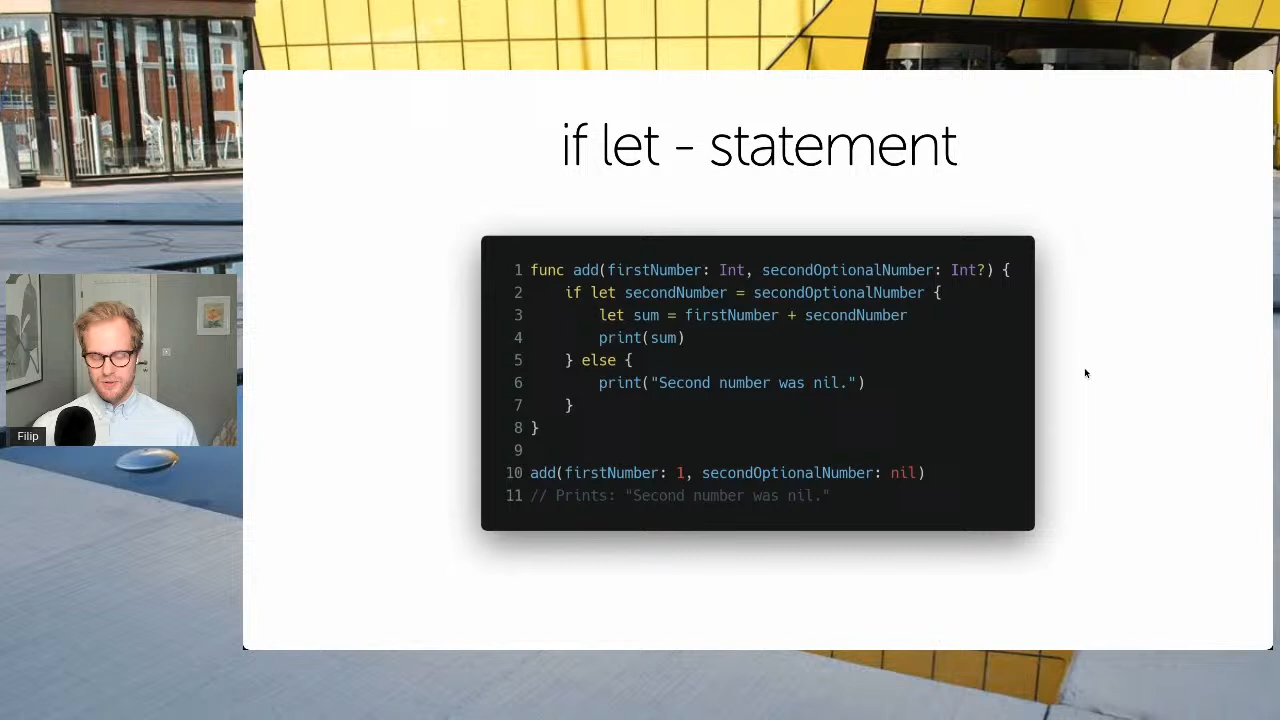 if let - statement
1 func add(firstNumber: Int, secondOptionalNumber: Int?) {
2     if let secondNumber = secondOptionalNumber {
3         let sum = firstNumber + secondNumber
4         print(sum)
5     } else {
6         print("Second number was nil.")
7     }
8 }
9
10 add(firstNumber: 1, secondOptionalNumber: nil)
11 // Prints: "Second number was nil."
Filip